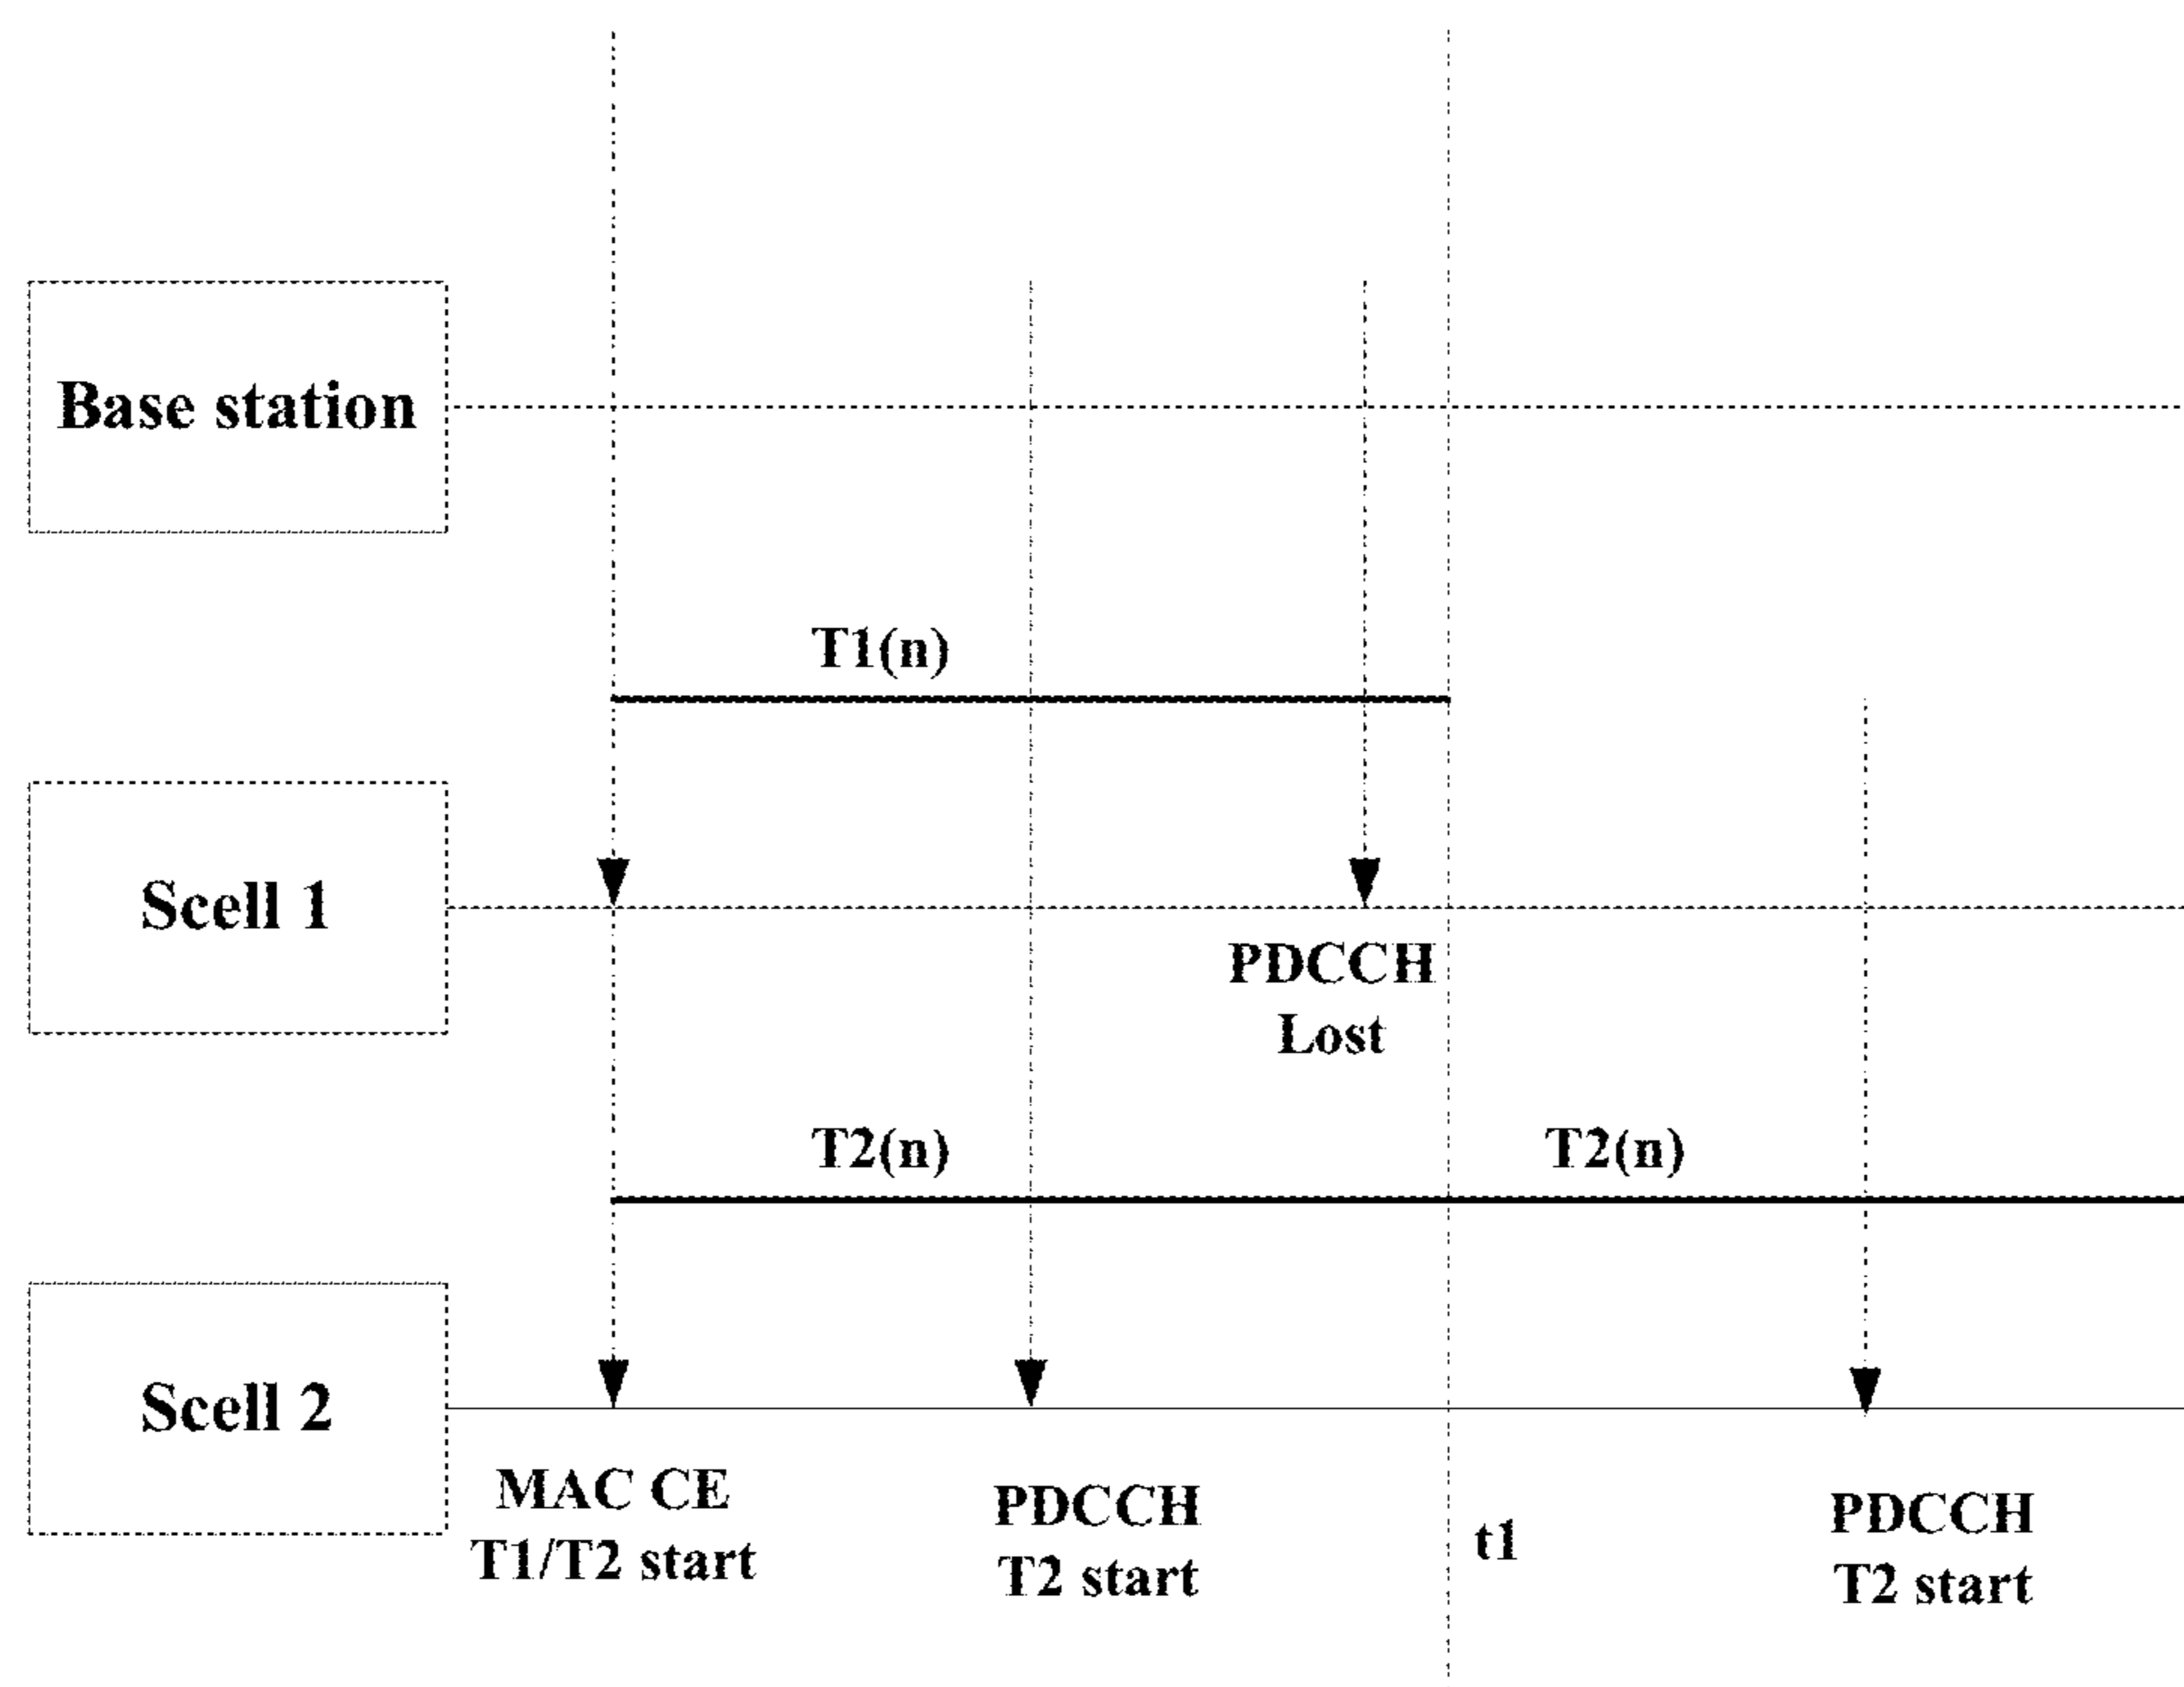 Base station
T1(n)
Scell 1
PDCCH
Lost
T2(n)
T2(n)
Scell 2
MAC CE
T1/T2 start
PDCCH
T2 start
t1
PDCCH
T2 start